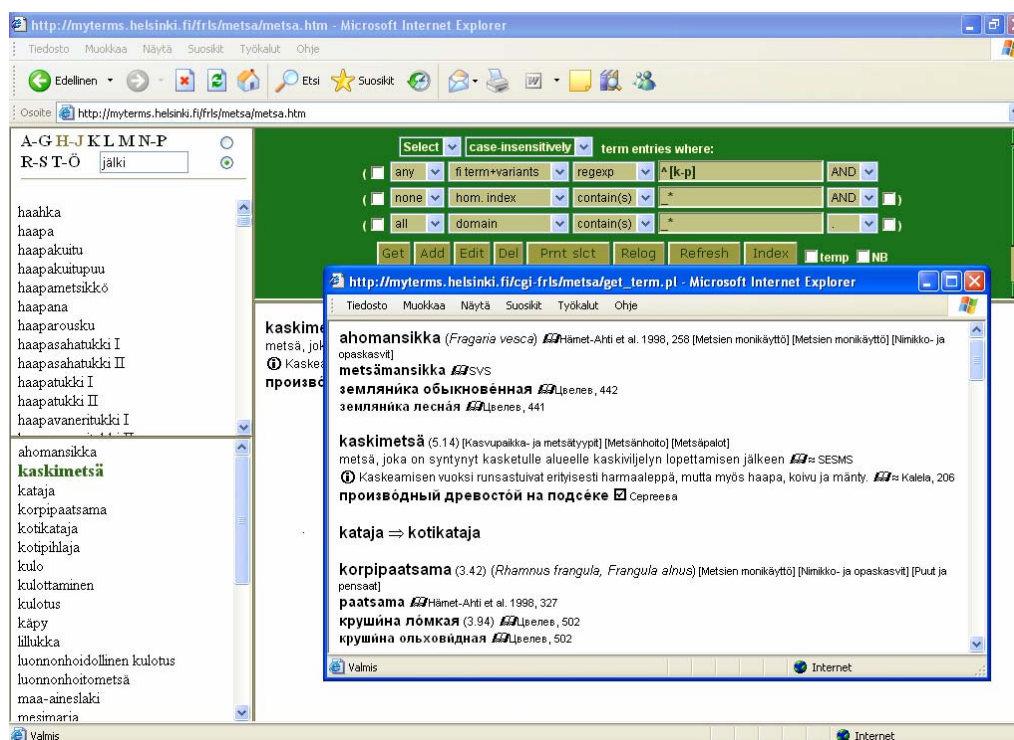 http://myterms.helsinki.fi/frls/metsa/metsa.htm - Microsoft Internet Explorer
Tiedosto Muokkaa Näytä Suosikit Työkalut Ohje
Edellinen Etsi Suosikit
Osoite http://myterms.helsinki.fi/frls/metsa/metsa.htm
A-G H-J K L M N-P
R-S T-Ö jälki
haahka
haapa
haapakuitu
haapakuitupuu
haapametsikkö
haapana
haaparousku
haapasahatukki I
haapasahatukki II
haapatukki I
haapatukki II
haapavaneritukki I
ahomansikka
kaskimetsä
kataja
korpipaatsama
kotikataja
kotipihlaja
kulo
kulottaminen
kulotus
käpy
lillukka
luonnonhoidollinen kulotus
luonnonhoitometsä
maa-aineslaki
mesimarja
Select case-insensitively term entries where:
( any fi term+variants regexp ^[k-p] AND
( none hom. index contain(s) _* AND )
( all domain contain(s) _* . )
Get Add Edit Del Prnt slct Relog Refresh Index temp NB
kaskime
metsä, jok
Kaskea
произво́
http://myterms.helsinki.fi/cgi-frls/metsa/get_term.pl - Microsoft Internet Explorer
Tiedosto Muokkaa Näytä Suosikit Työkalut Ohje
ahomansikka (Fragaria vesca) Hämet-Ahti et al. 1998, 258 [Metsien monikäyttö] [Metsien monikäyttö] [Nimikko- ja
opaskasvit]
metsämansikka SVS
земляни́ка обыкнове́нная Цвелев, 442
земляни́ка лесна́я Цвелев, 441
kaskimetsä (5.14) [Kasvupaikka- ja metsätyypit] [Metsänhoito] [Metsäpalot]
metsä, joka on syntynyt kasketulle alueelle kaskiviljelyn lopettamisen jälkeen ≈ SESMS
Kaskeamisen vuoksi runsastuivat erityisesti harmaaleppä, mutta myös haapa, koivu ja mänty. ≈ Kalela, 206
произво́дный древосто́й на подсе́ке Сергеева
kataja ⇒ kotikataja
korpipaatsama (3.42) (Rhamnus frangula, Frangula alnus) [Metsien monikäyttö] [Nimikko- ja opaskasvit] [Puut ja
pensaat]
paatsama Hämet-Ahti et al. 1998, 327
круши́на ло́мкая (3.94) Цвелев, 502
круши́на ольхови́дная Цвелев, 502
Valmis Internet
Valmis Internet